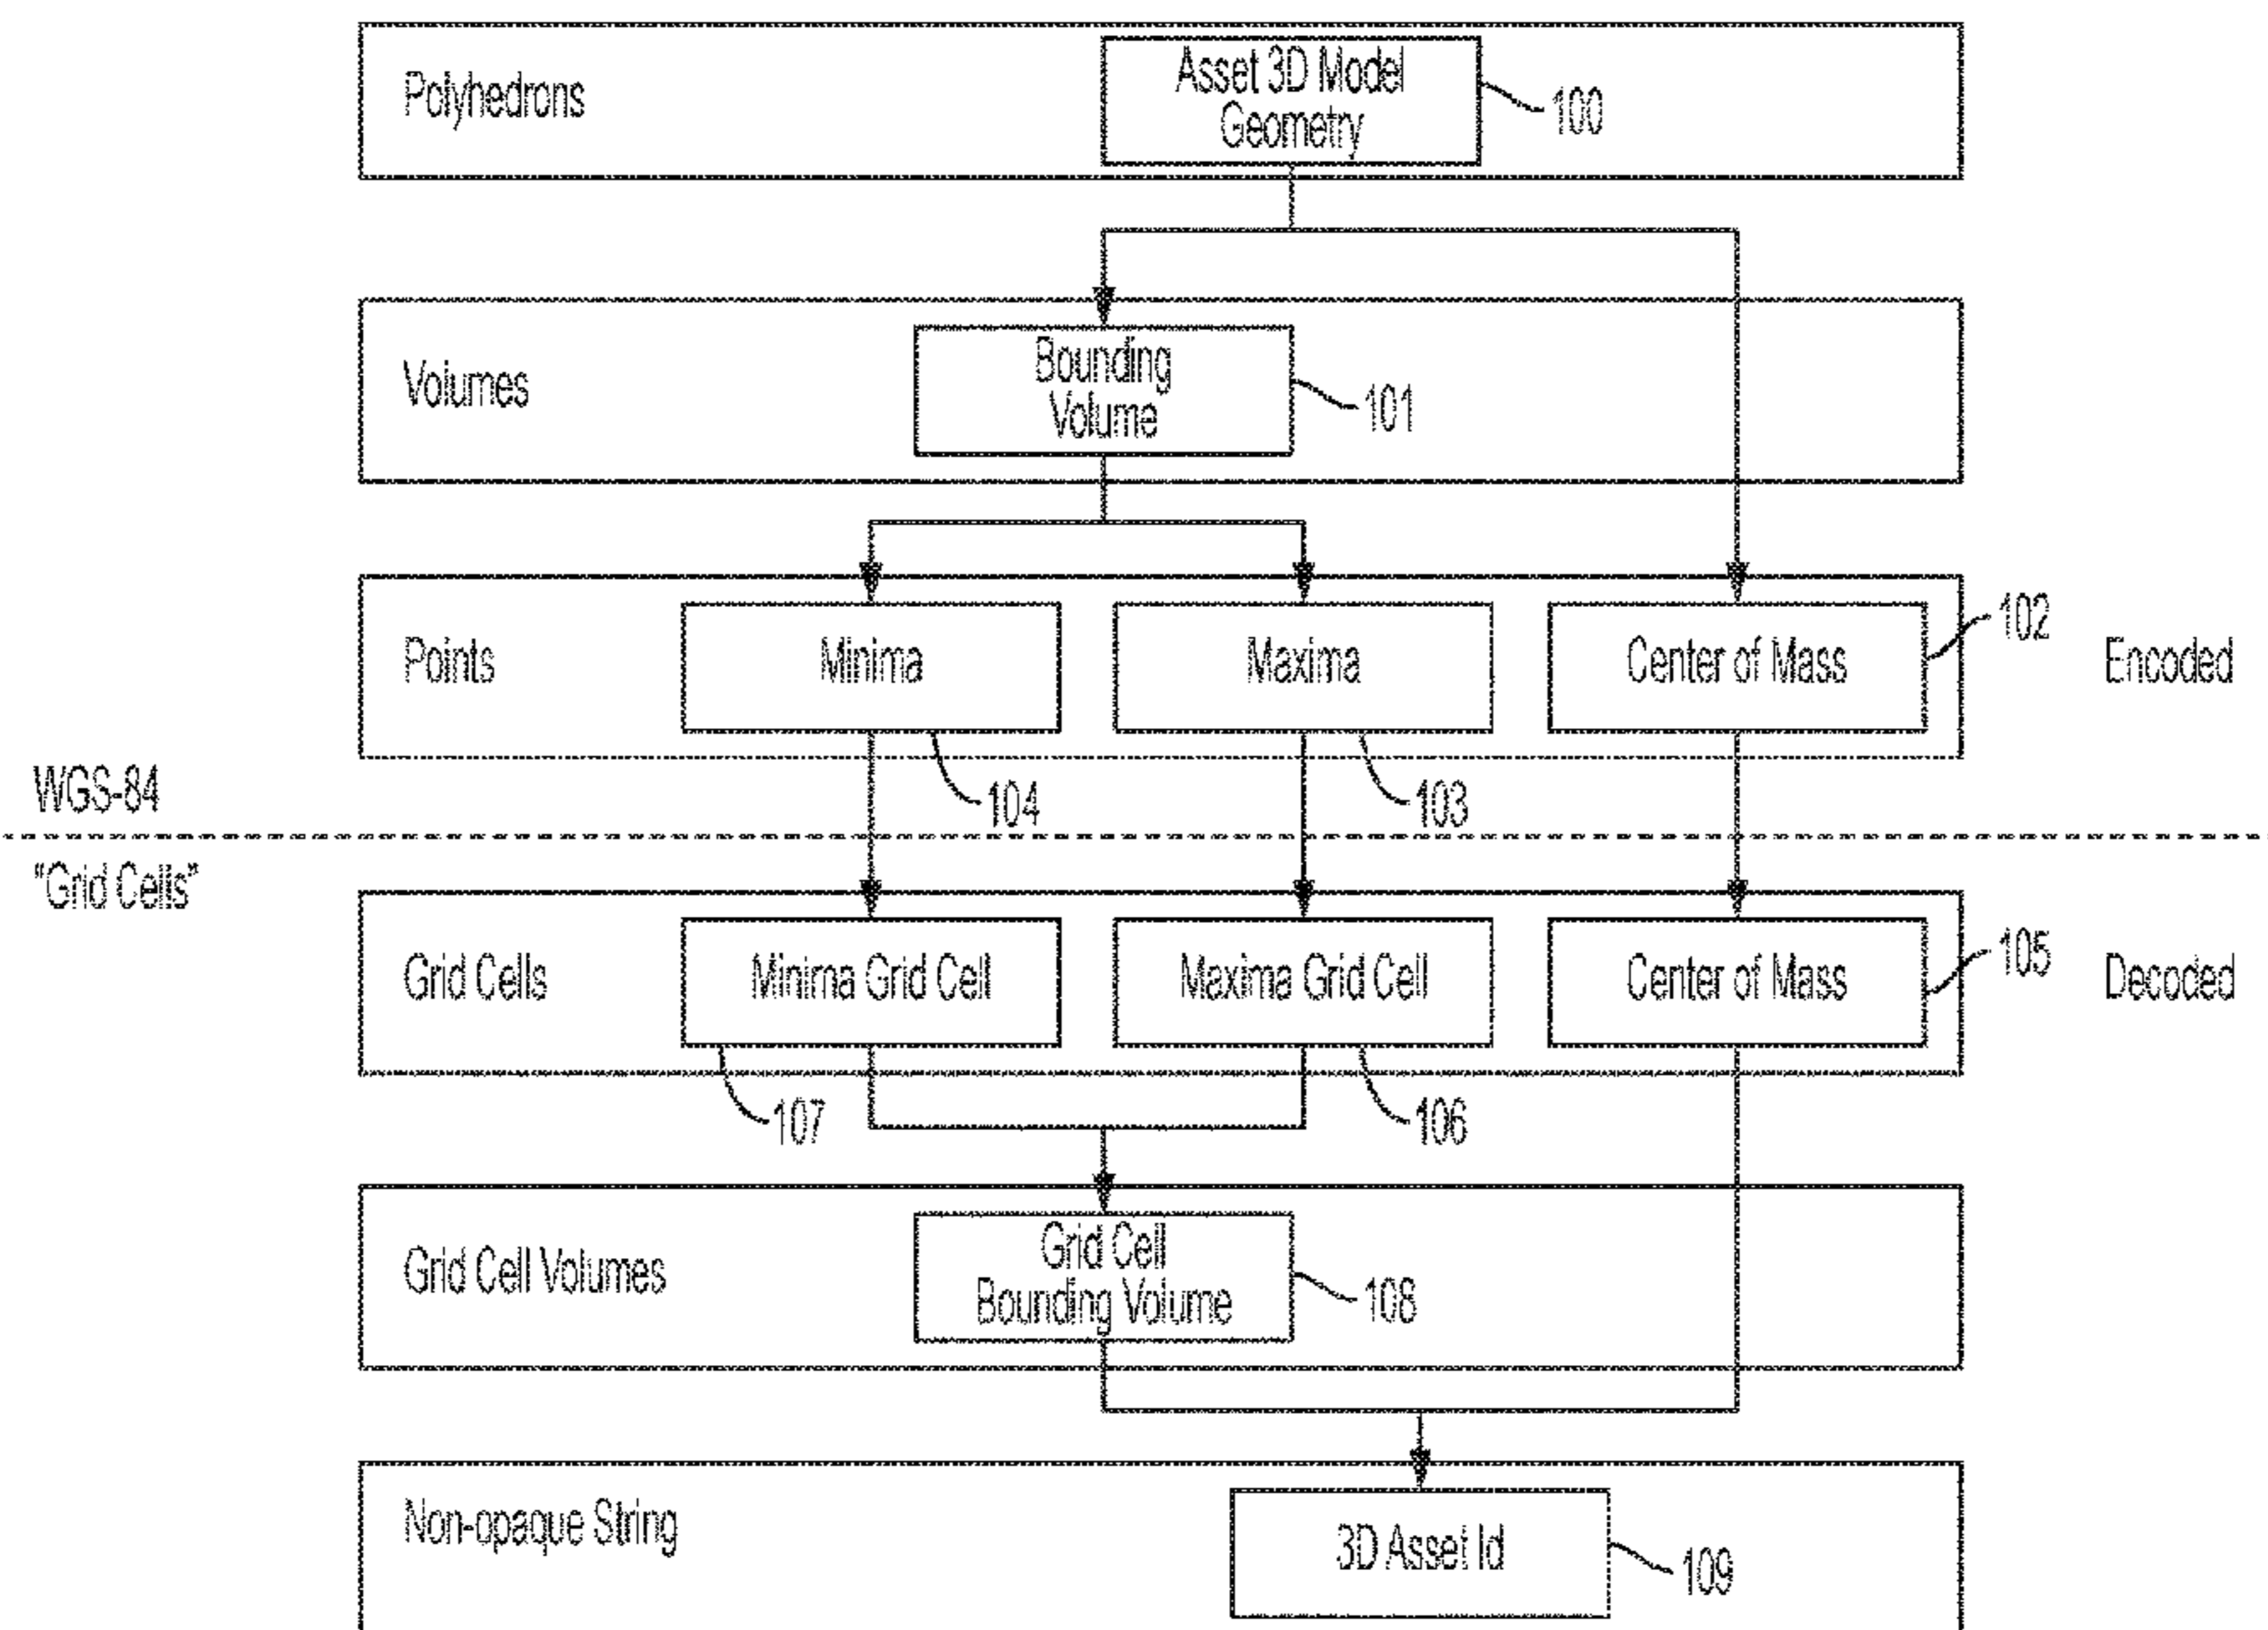 Polyhedrons
Asset 3D Model
Geometry
100
Volumes
Bounding
Volume
101
Points
Minima
Maxima
Center of Mass
102
Encoded
104
103
WGS-84
"Grid Cells"
Grid Cells
Minima Grid Cell
Maxima Grid Cell
Center of Mass
105
Decoded
107
106
Grid Cell Volumes
Grid Cell
Bounding Volume
108
Non-opaque String
3D Asset Id
109